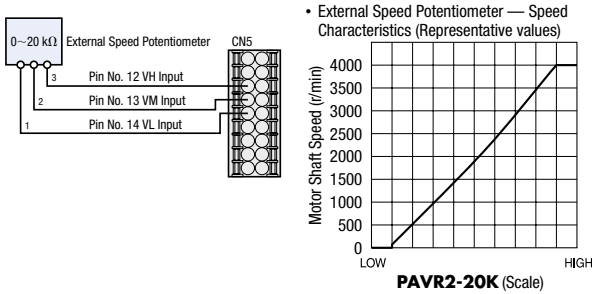 0~20 kΩ External Speed Potentiometer CN5
3
Pin No. 12 VH Input
2
Pin No. 13 VM Input
1
Pin No. 14 VL Input
• External Speed Potentiometer — Speed
Characteristics (Representative values)
Motor Shaft Speed (r/min)
4000
3500
3000
2500
2000
1500
1000
500
0
LOW HIGH
PAVR2-20K (Scale)